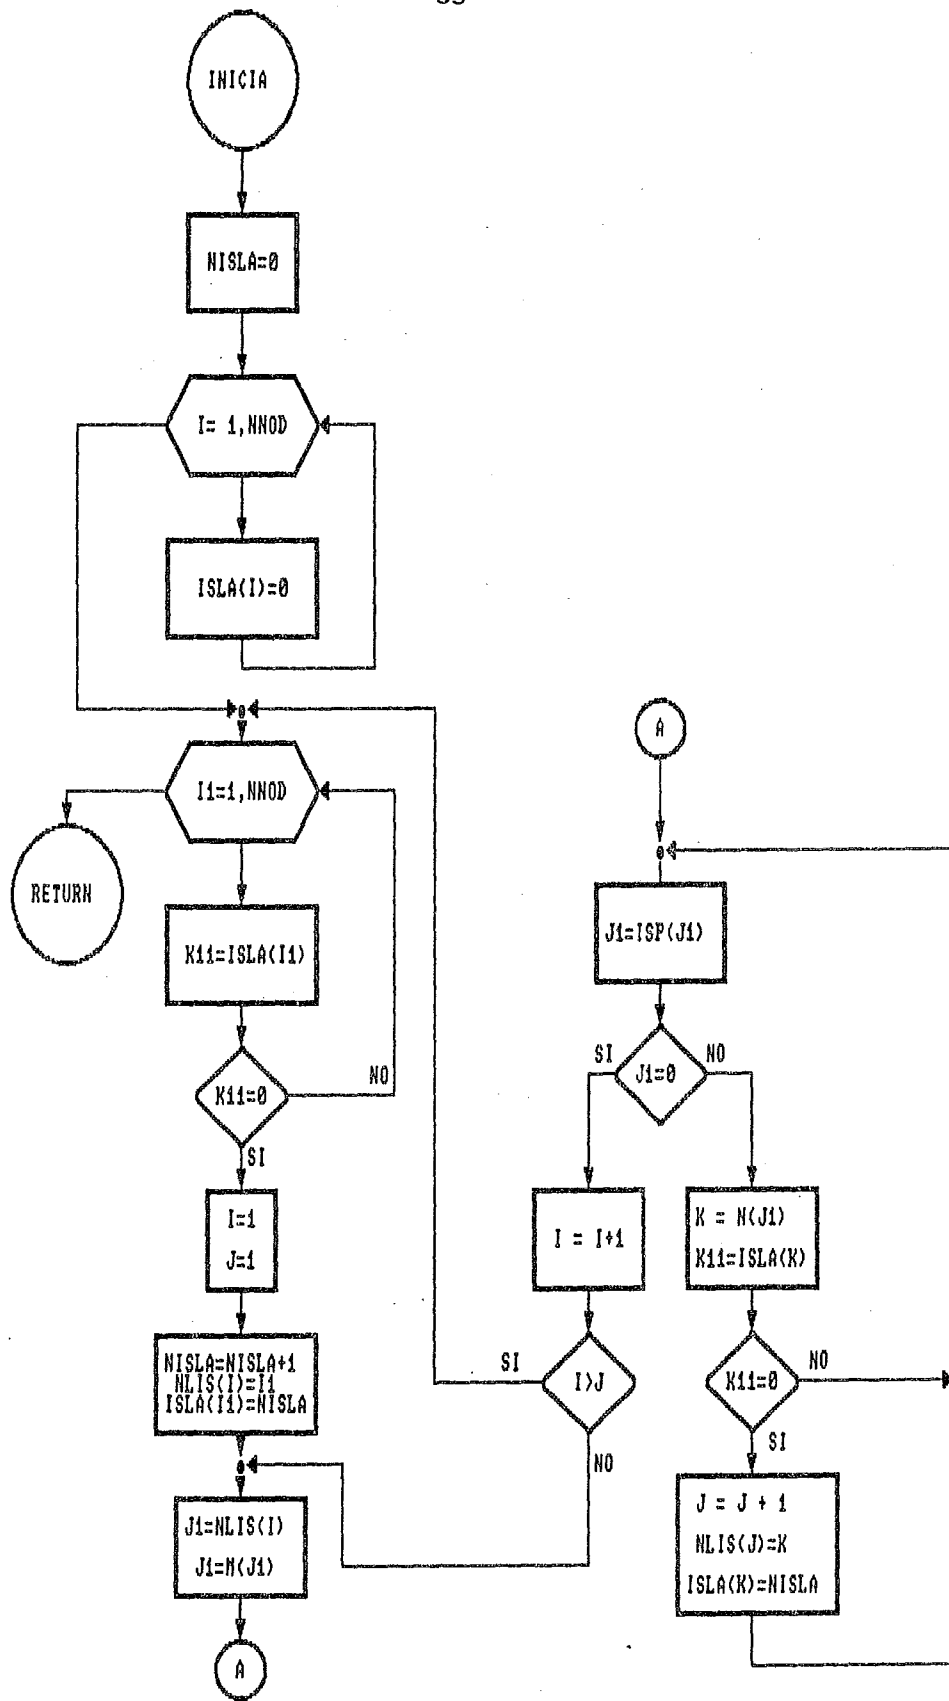 INICIA
NISLA=0
I= 1,NNOD
ISLA(I)=0
I1=1,NNOD
RETURN
K11=ISLA(I1)
K11=0
NO
SI
I=1
J=1
NISLA=NISLA+1
NLIS(I)=I1
ISLA(I1)=NISLA
J1=NLIS(I)
J1=M(J1)
A
A
J1=ISP(J1)
SI
NO
J1=0
I = I+1
K = N(J1)
K11=ISLA(K)
SI
I>J
NO
K11=0
NO
SI
J = J + 1
NLIS(J)=K
ISLA(K)=NISLA